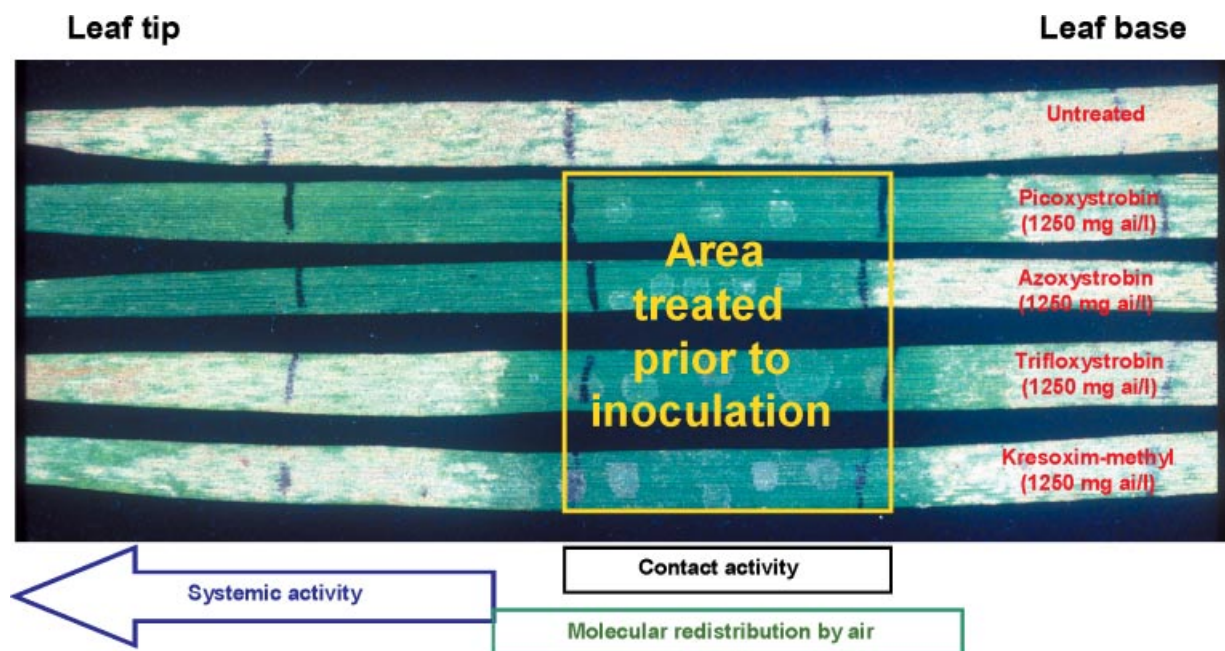 Leaf tip
Leaf base
Untreated
Picoxystrobin
(1250 mg ai/l)
Azoxystrobin
(1250 mg ai/l)
Trifloxystrobin
(1250 mg ai/l)
Kresoxim-methyl
(1250 mg ai/l)
Area
treated
prior to
inoculation
Contact activity
Systemic activity
Molecular redistribution by air